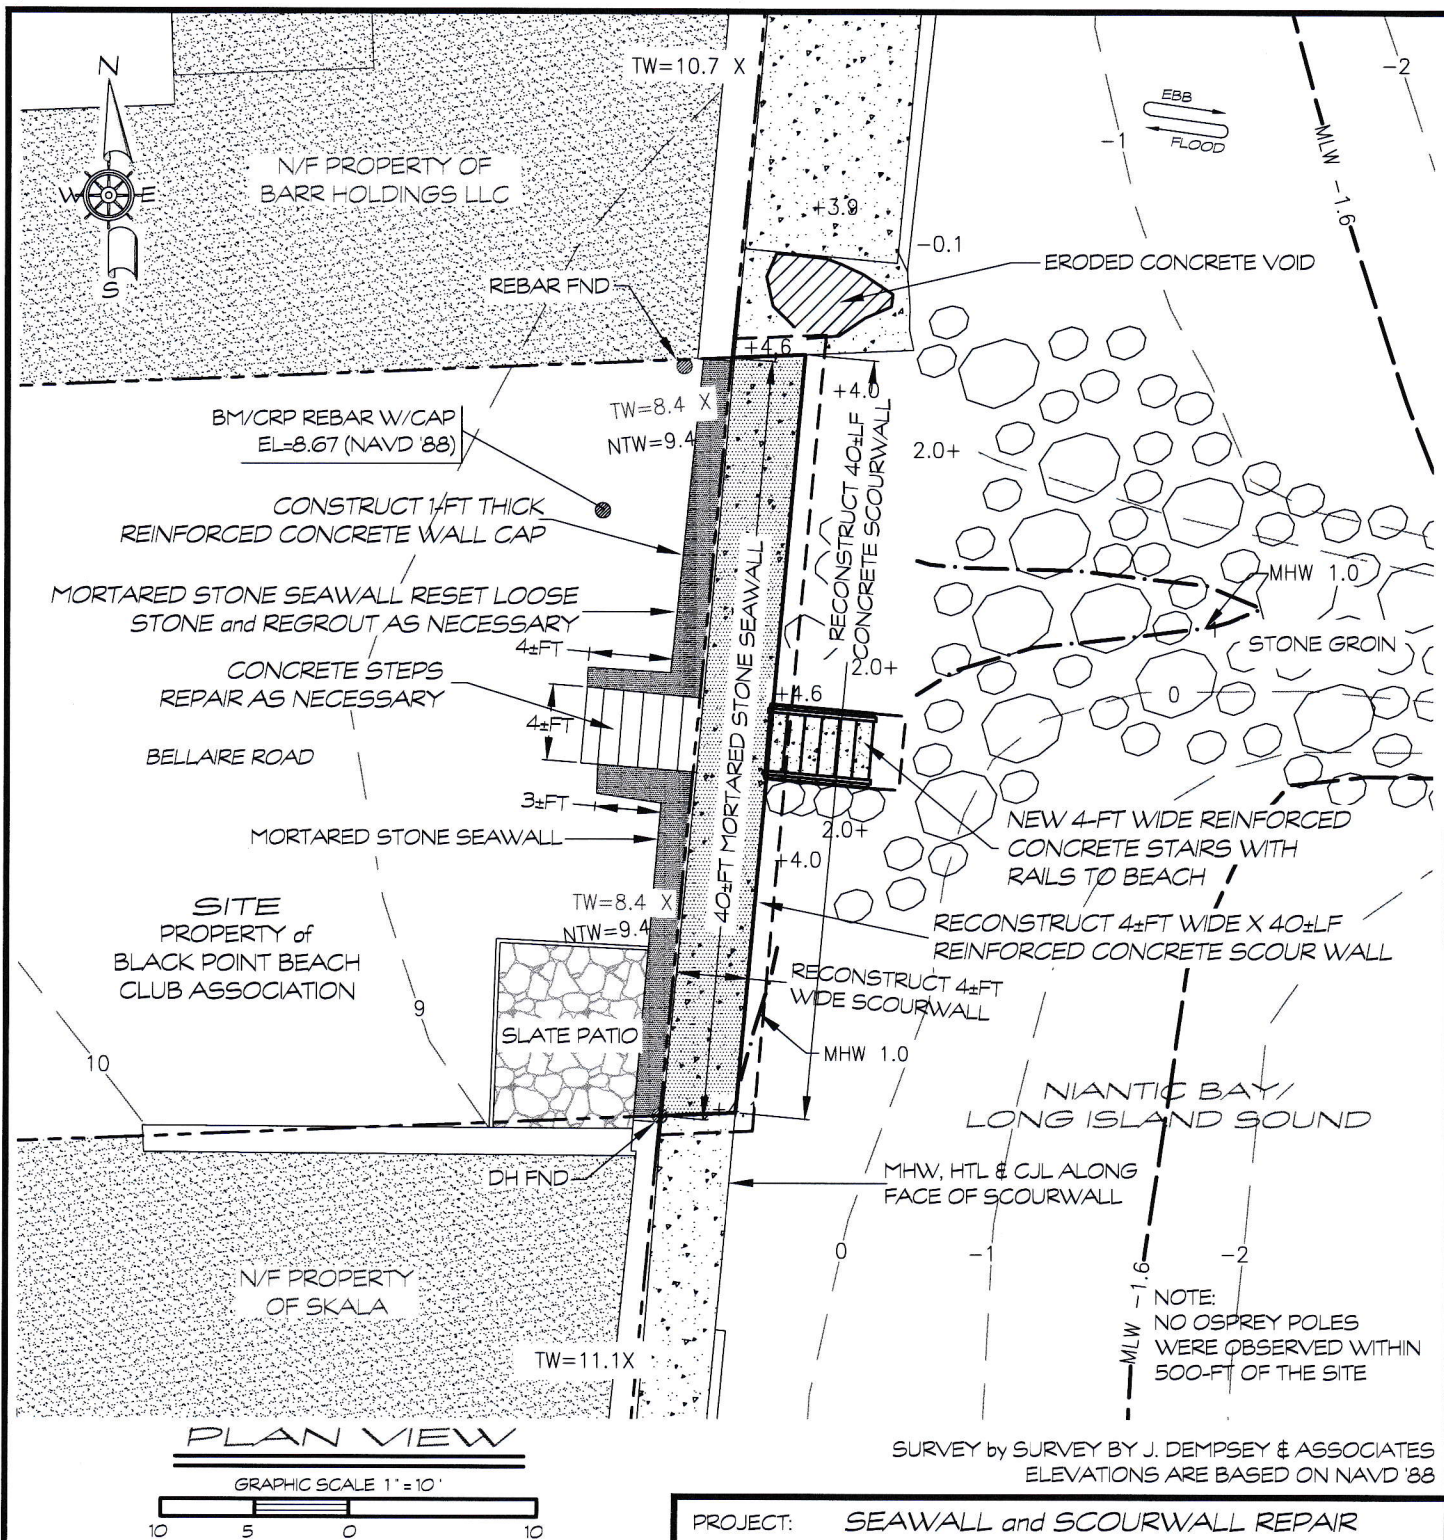 TW=10.7 X
-2
N
EBB
FLOOD
-1
MLW -1.6
N/F PROPERTY OF
BARR HOLDINGS LLC
W
E
S
+3.9
-0.1
ERODED CONCRETE VOID
REBAR FND
+4.6
TW=8.4 X
NTW=9.4
+4.0
BM/CRP REBAR W/CAP
EL=8.67 (NAVD '88)
2.0+
RECONSTRUCT 40±LF
CONCRETE SCOURWALL
CONSTRUCT 1-FT THICK
REINFORCED CONCRETE WALL CAP
MHW 1.0
MORTARED STONE SEAWALL RESET LOOSE
STONE and REGROUT AS NECESSARY
STONE GROIN
4±FT
40±FT MORTARED STONE SEAWALL
2.0+
CONCRETE STEPS
REPAIR AS NECESSARY
+4.6
0
4±FT
BELLAIRE ROAD
3±FT
MORTARED STONE SEAWALL
2.0+
NEW 4-FT WIDE REINFORCED
CONCRETE STAIRS WITH
RAILS TO BEACH
+4.0
SITE
PROPERTY of
BLACK POINT BEACH
CLUB ASSOCIATION
TW=8.4 X
NTW=9.4
RECONSTRUCT 4±FT WIDE X 40±LF
REINFORCED CONCRETE SCOUR WALL
RECONSTRUCT 4±FT
WIDE SCOURWALL
9
SLATE PATIO
10
MHW 1.0
NIANTIC BAY/
LONG ISLAND SOUND
DH FND
MHW, HTL & CJL ALONG
FACE OF SCOURWALL
0
-1
-2
MLW -1.6
N/F PROPERTY
OF SKALA
NOTE:
NO OSPREY POLES
WERE OBSERVED WITHIN
500-FT OF THE SITE
TW=11.1X
PLAN VIEW
GRAPHIC SCALE 1"=10'
10 5 0 10
SURVEY by SURVEY BY J. DEMPSEY & ASSOCIATES
ELEVATIONS ARE BASED ON NAVD '88
PROJECT: SEAWALL and SCOURWALL REPAIR